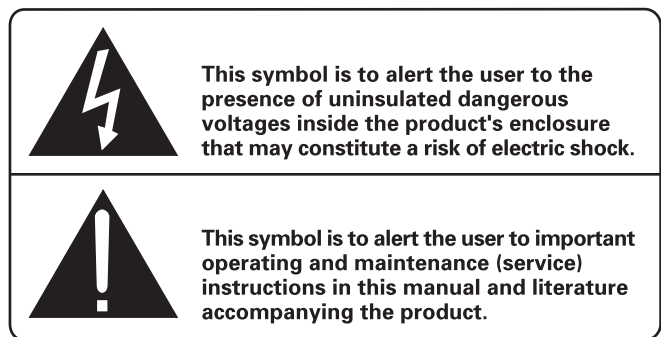 This symbol is to alert the user to the
presence of uninsulated dangerous
voltages inside the product's enclosure
that may constitute a risk of electric shock.
This symbol is to alert the user to important
operating and maintenance (service)
instructions in this manual and literature
accompanying the product.